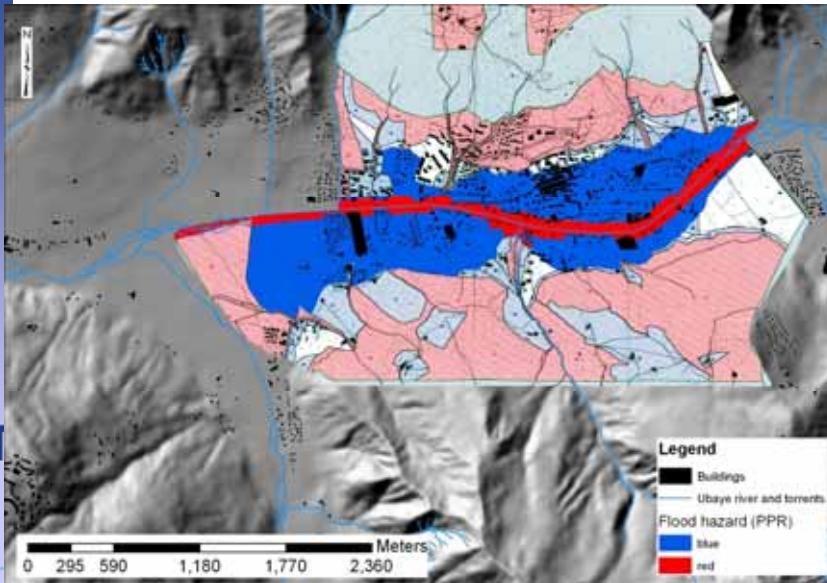 N
Legend
Buildings
Ubaye river and torrents
Flood hazard (PPR)
blue
red
Meters
0 295 590 1,180 1,770 2,360